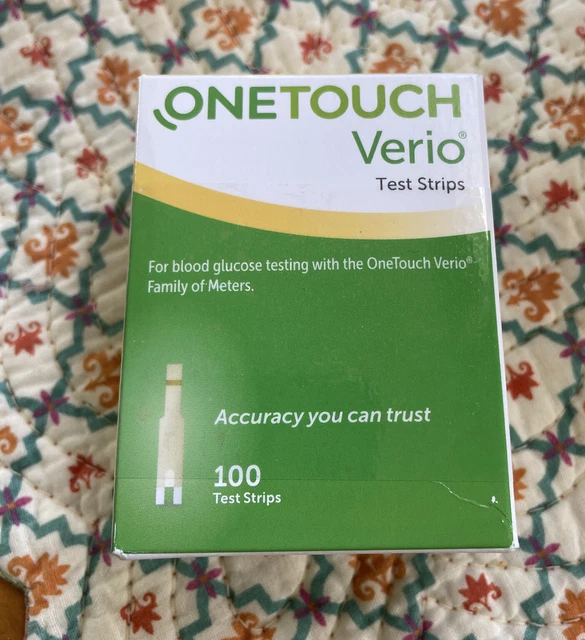 ONETOUCH
Verio®
Test Strips
For blood glucose testing with the OneTouch Verio®
Family of Meters.
Accuracy you can trust
100
Test Strips